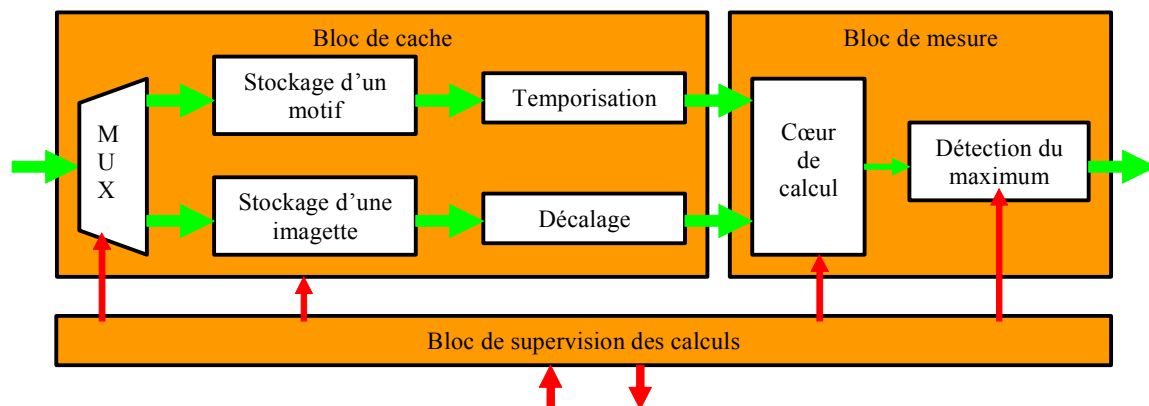 Bloc de cache
Bloc de mesure
M
U
X
Stockage d’un
motif
Temporisation
Cœur
de
calcul
Détection du
maximum
Stockage d’une
imagette
Décalage
Bloc de supervision des calculs